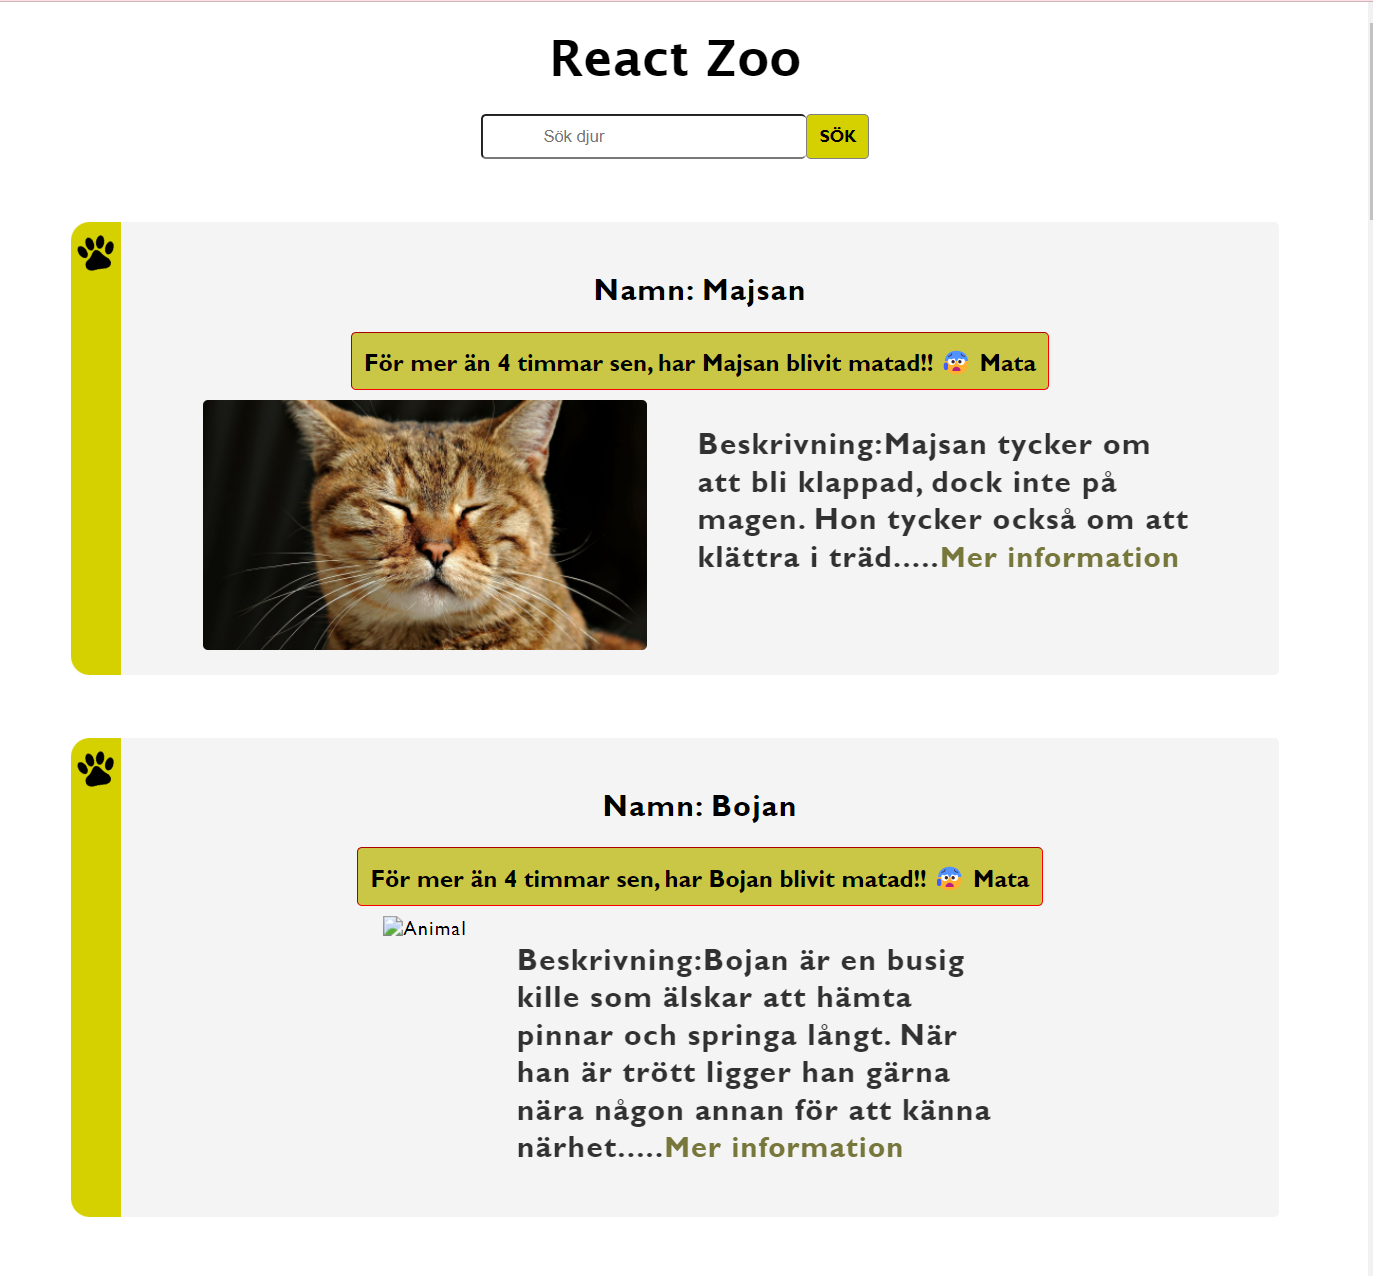 React Zoo
Sök djur
SÖK
Namn: Majsan
För mer än 4 timmar sen, har Majsan blivit matad!! 😰 Mata
Beskrivning:Majsan tycker om
att bli klappad, dock inte på
magen. Hon tycker också om att
klättra i träd.....Mer information
Namn: Bojan
För mer än 4 timmar sen, har Bojan blivit matad!! 😰 Mata
Animal
Beskrivning:Bojan är en busig
kille som älskar att hämta
pinnar och springa långt. När
han är trött ligger han gärna
nära någon annan för att känna
närhet.....Mer information